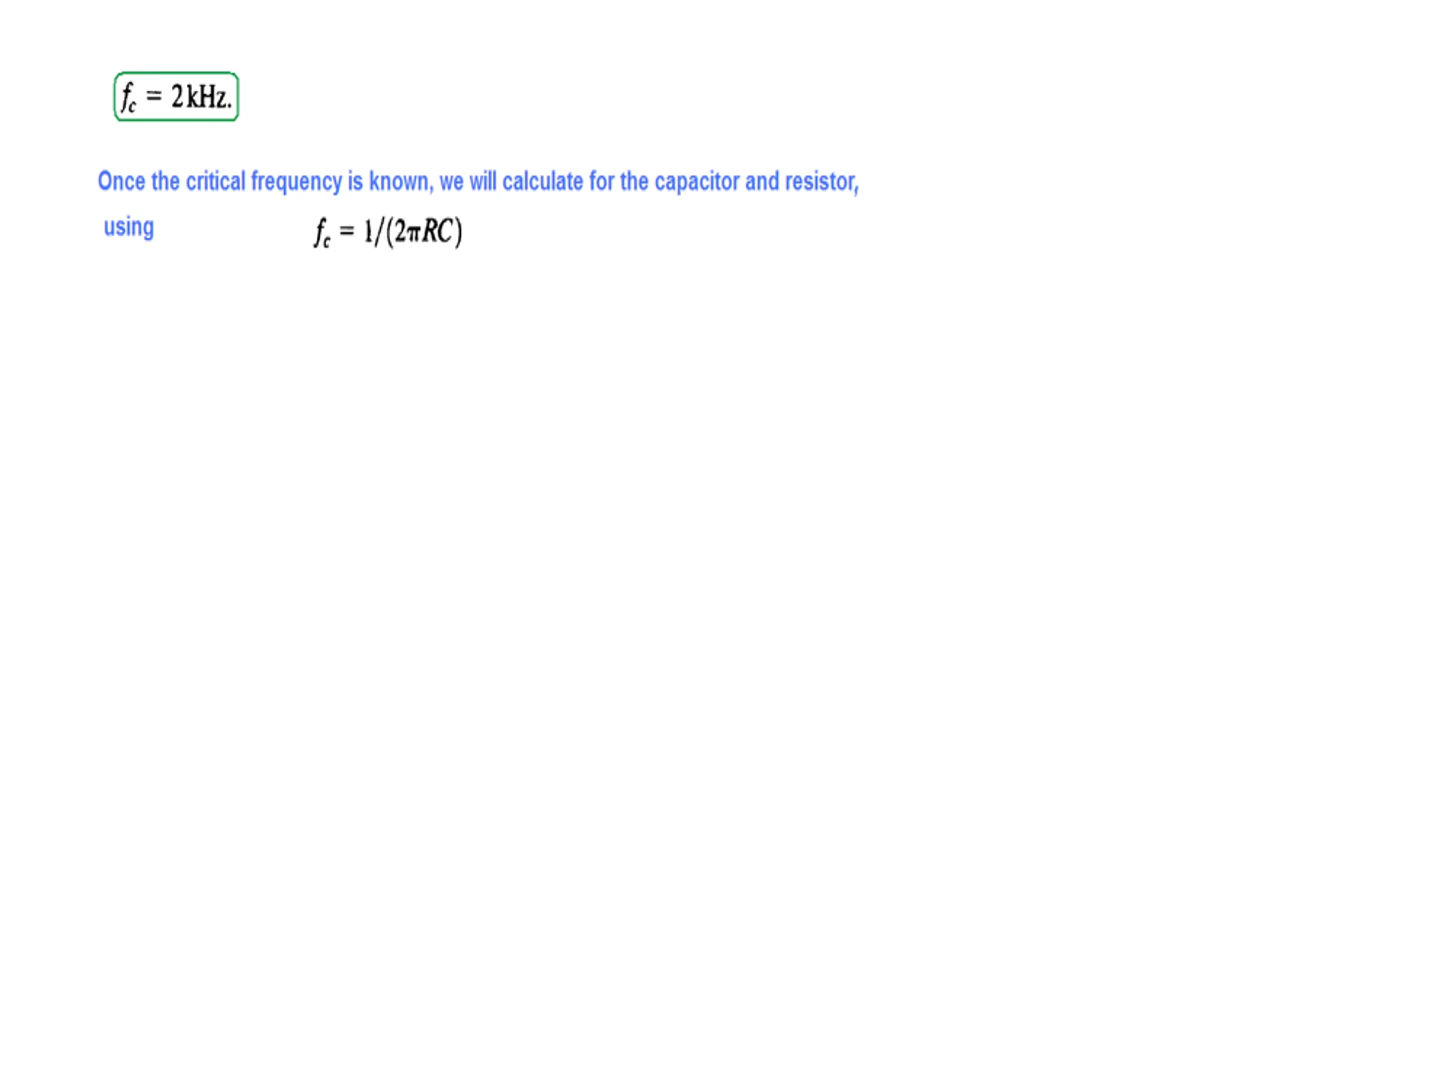 f_c = 2 kHz.
Once the critical frequency is known, we will calculate for the capacitor and resistor,
using f_c = 1/(2πRC)